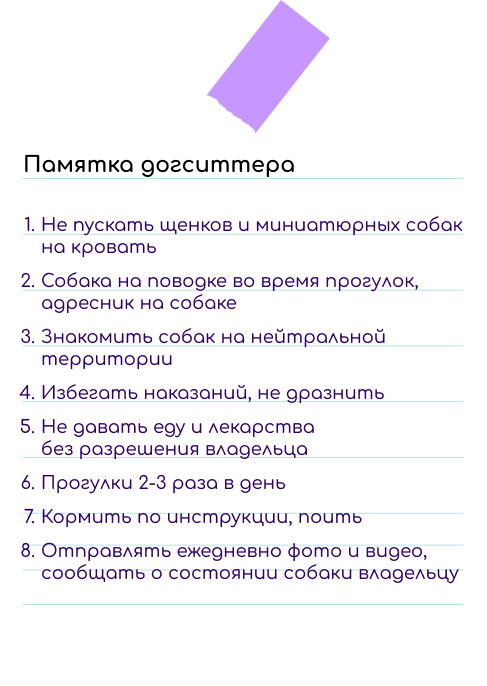 Памятка догситтера
1. Не пускать щенков и миниатюрных собак
на кровать
2. Собака на поводке во время прогулок,
адресник на собаке
3. Знакомить собак на нейтральной
территории
4. Избегать наказаний, не дразнить
5. Не давать еду и лекарства
без разрешения владельца
6. Прогулки 2-3 раза в день
7. Кормить по инструкции, поить
8. Отправлять ежедневно фото и видео,
сообщать о состоянии собаки владельцу